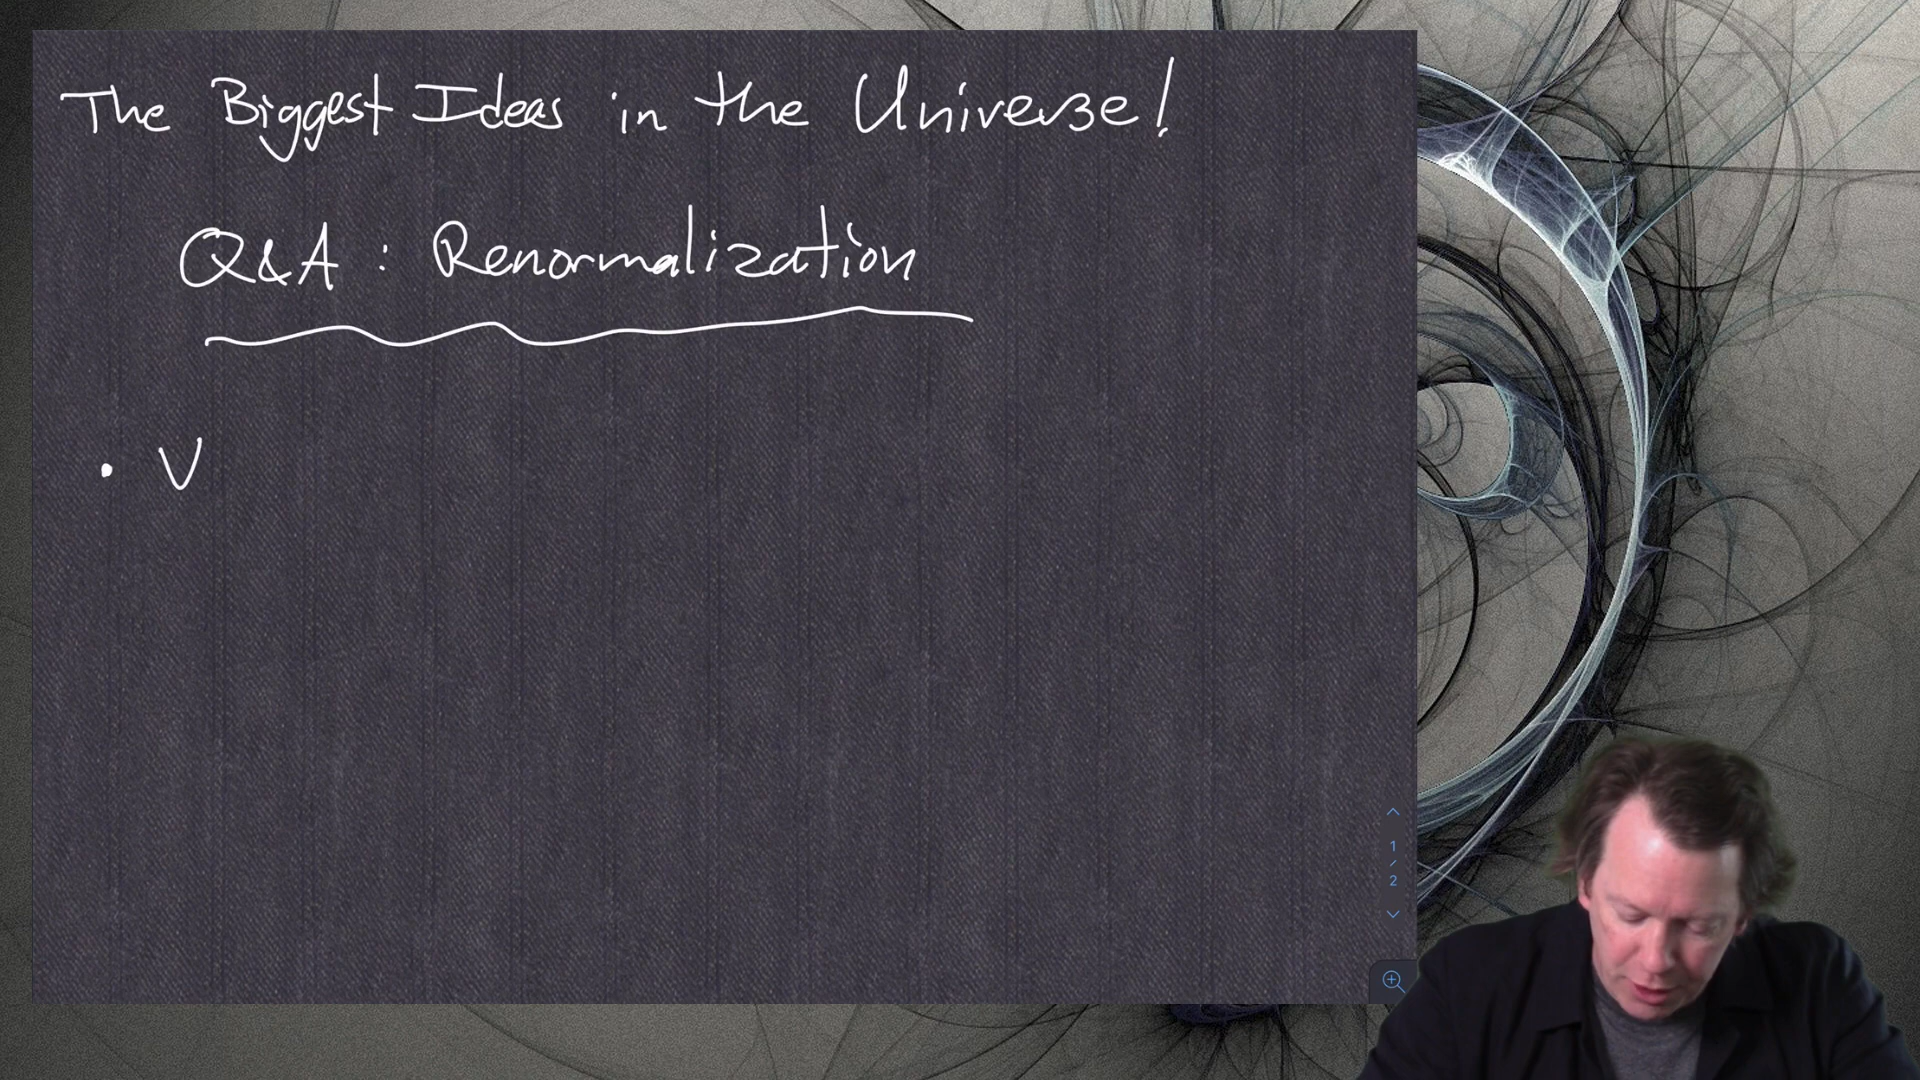 The Biggest Ideas in the Universe!
Q&A : Renormalization
• V
1
/
2